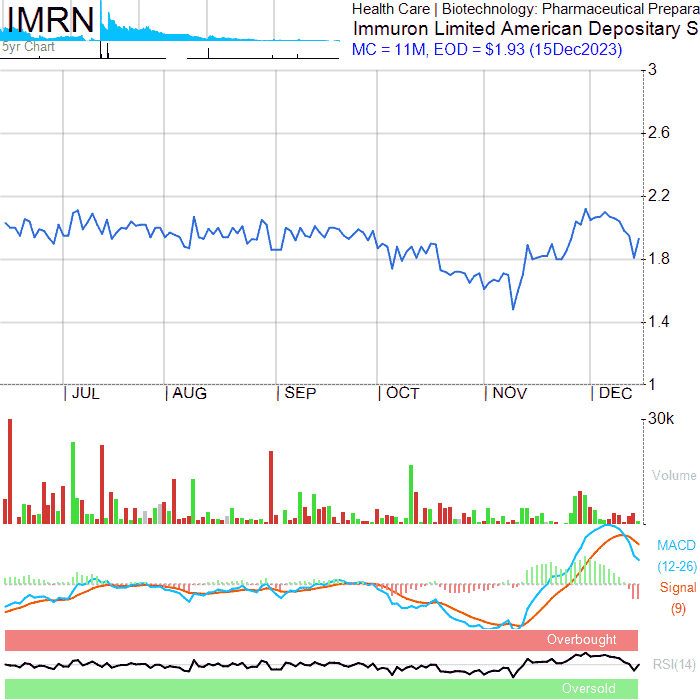 IMRN
5yr Chart
Health Care | Biotechnology: Pharmaceutical Prepara
Immuron Limited American Depositary S
MC = 11M, EOD = $1.93 (15Dec2023)
3
2.6
2.2
1.8
1.4
1
JUL AUG SEP OCT NOV DEC
30k
Volume
MACD
(12-26)
Signal
(9)
Overbought
RSI(14)
Oversold